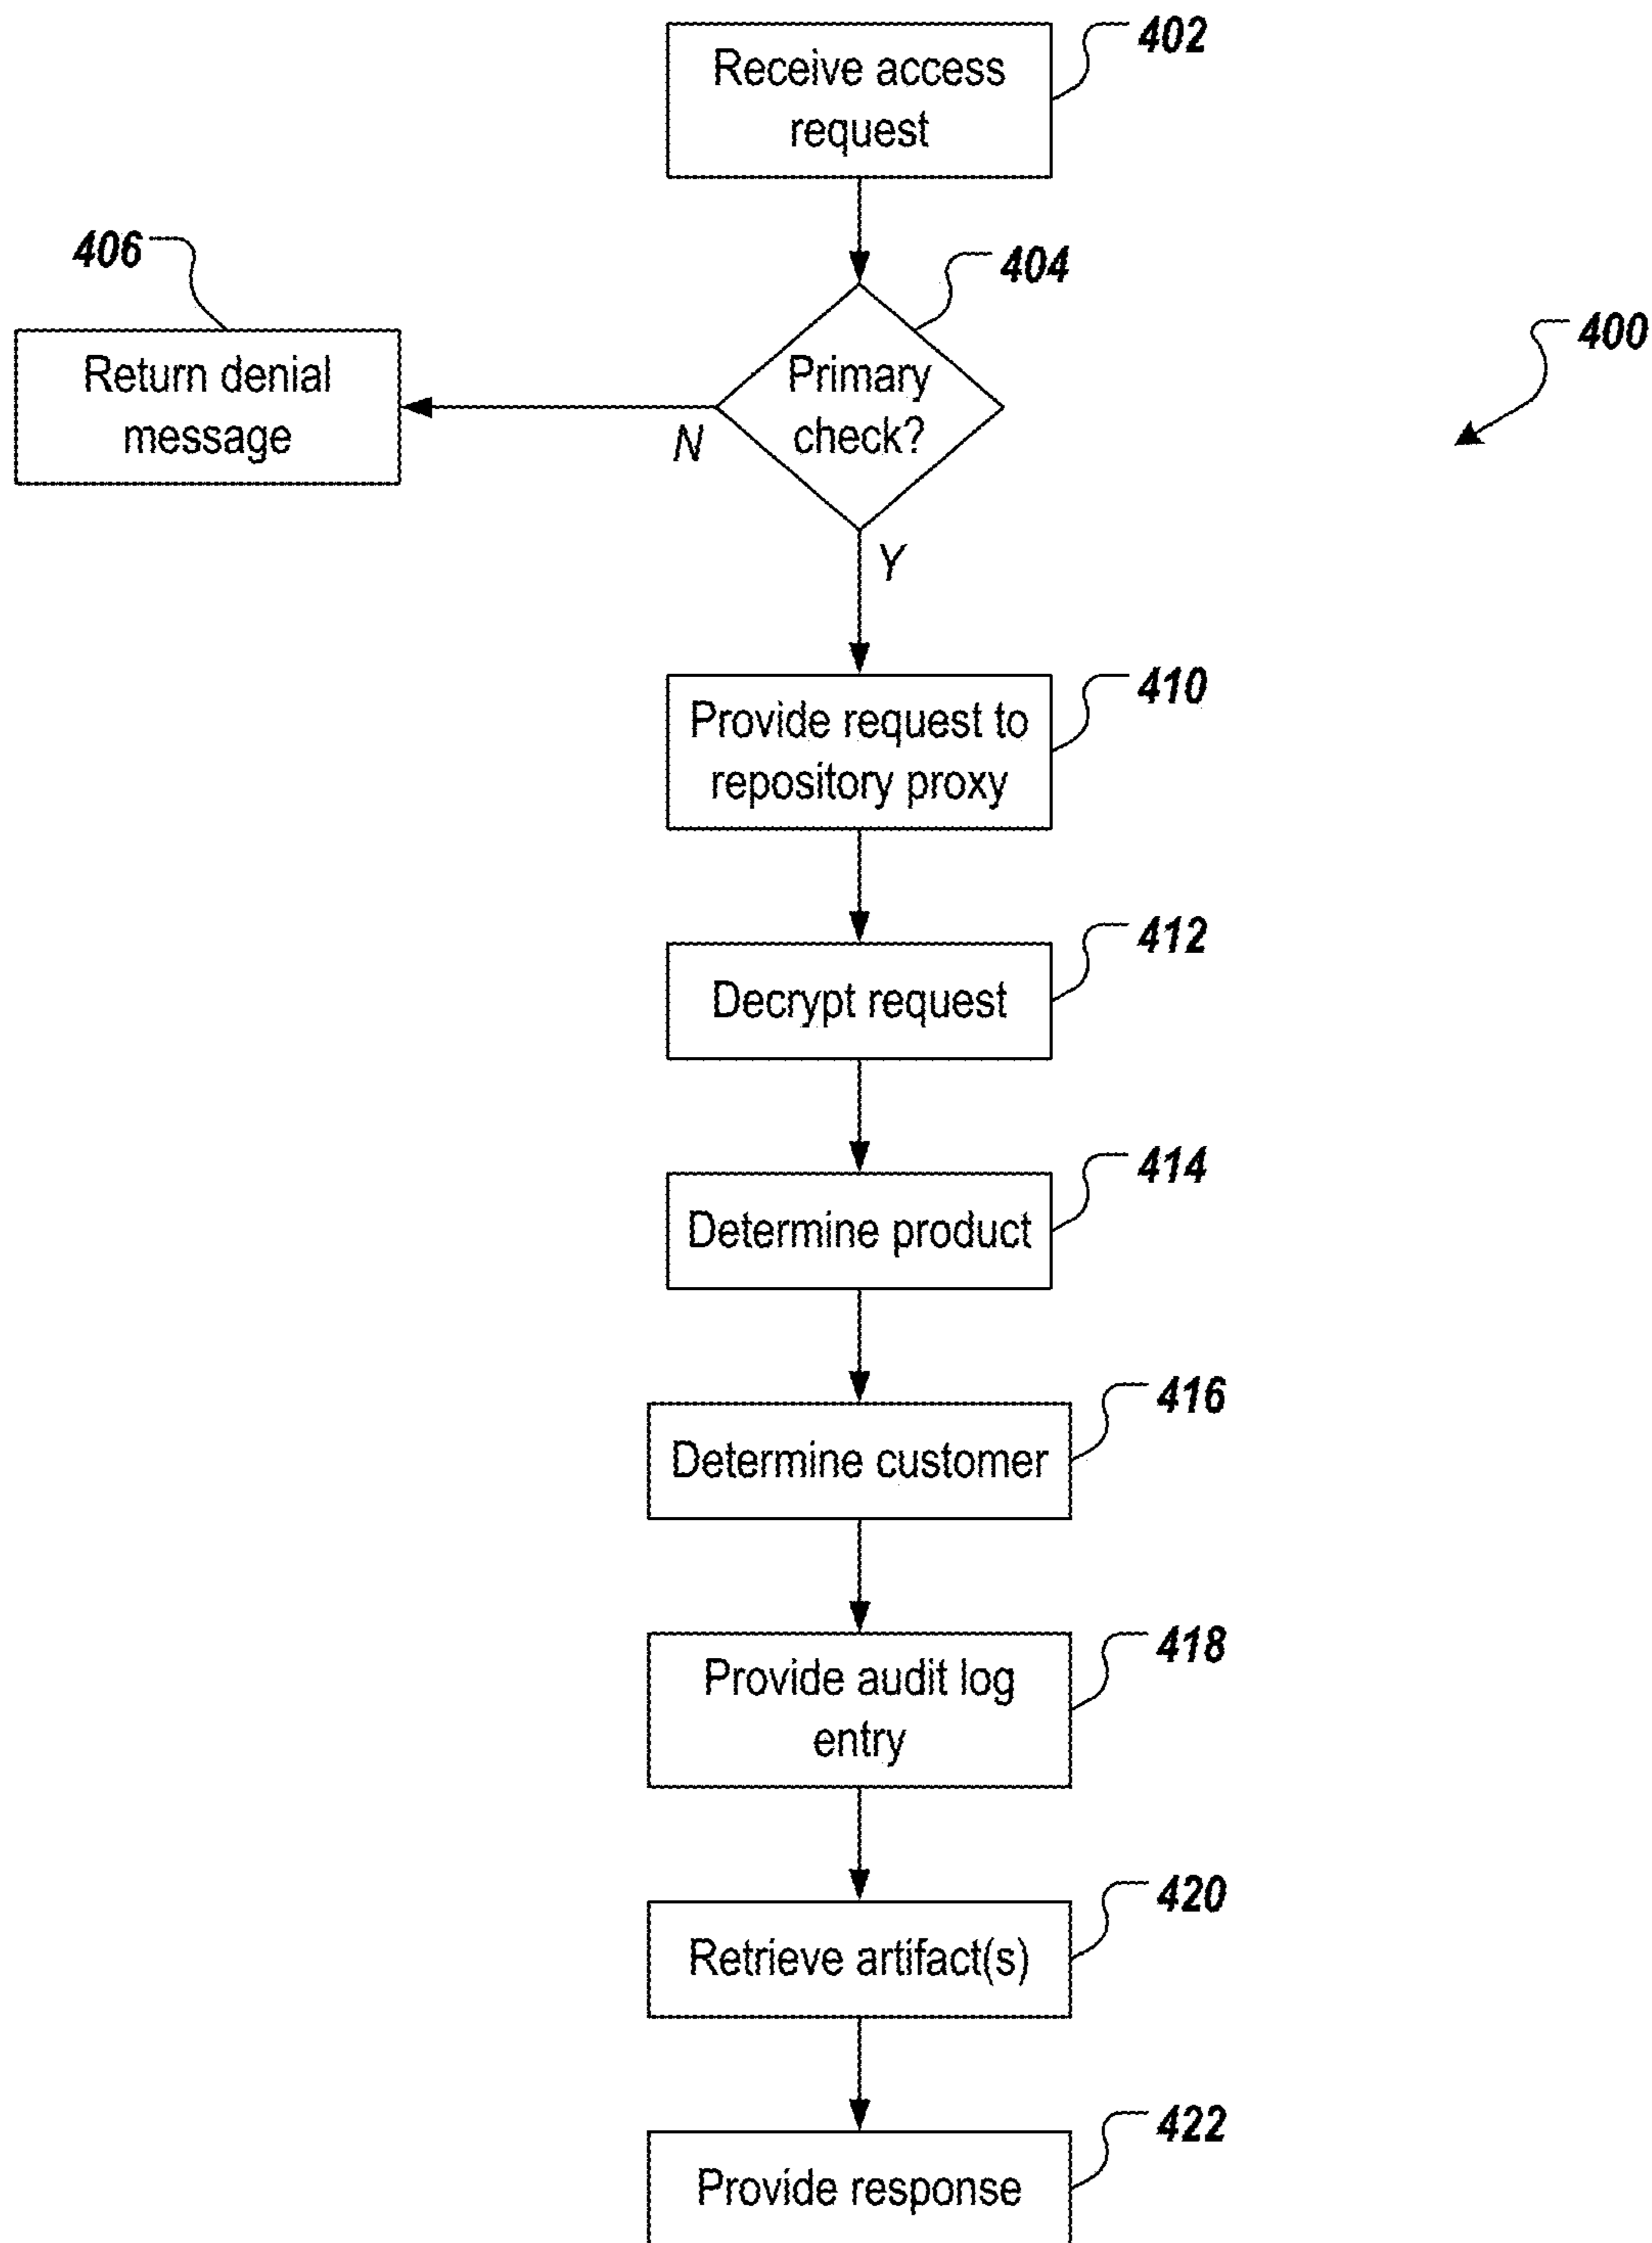 402
Receive access
request
406
404
400
Return denial
message
Primary
check?
N
Y
410
Provide request to
repository proxy
412
Decrypt request
414
Determine product
416
Determine customer
418
Provide audit log
entry
420
Retrieve artifact(s)
422
Provide response